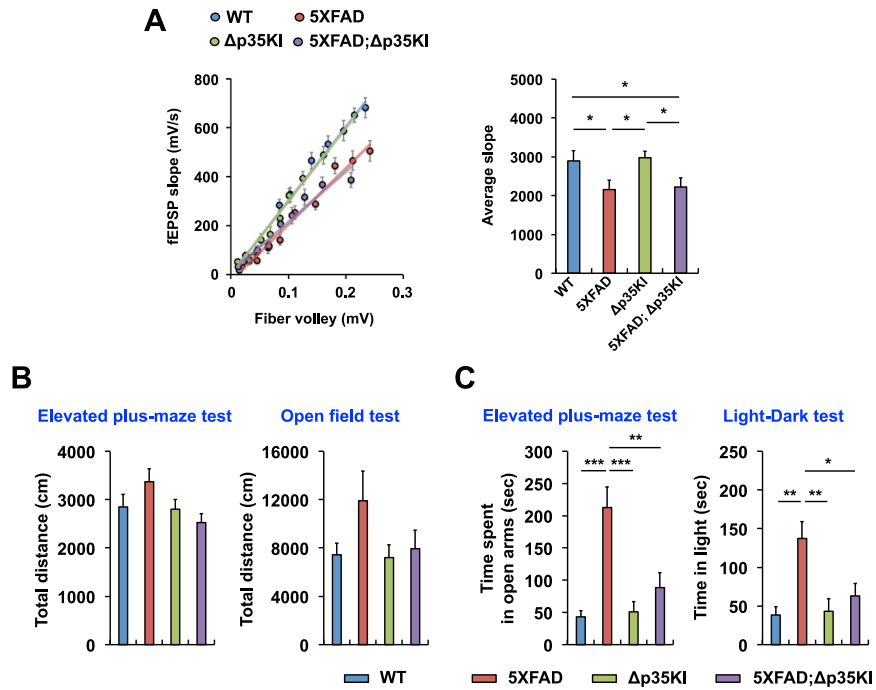 A
WT
5XFAD
Δp35KI
5XFAD;Δp35KI
fEPSP slope (mV/s)
800
600
400
200
0
0
0.1
0.2
0.3
Fiber volley (mV)
Average slope
5000
4000
3000
2000
1000
0
*
* * *
WT
5XFAD
Δp35KI
5XFAD; Δp35KI
B
Elevated plus-maze test
Total distance (cm)
4000
3000
2000
1000
0
Open field test
Total distance (cm)
16000
12000
8000
4000
0
C
Elevated plus-maze test
Time spent
in open arms (sec)
300
250
200
150
100
50
0
**
*** ***
Light-Dark test
Time in light (sec)
250
200
150
100
50
0
*
** **
WT
5XFAD
Δp35KI
5XFAD;Δp35KI